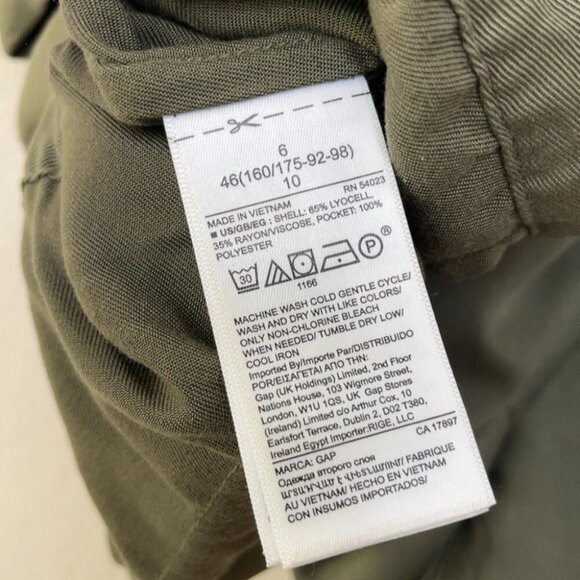 6
46(160/175-92-98)
10
MADE IN VIETNAM RN 54023
■ US/GB/EG : SHELL: 65% LYOCELL,
35% RAYON/VISCOSE, POCKET: 100%
POLYESTER
30 P®
1166
MACHINE WASH COLD GENTLE CYCLE/
WASH AND DRY WITH LIKE COLORS/
ONLY NON-CHLORINE BLEACH
WHEN NEEDED/ TUMBLE DRY LOW/
COOL IRON
Imported By/Importe Par/DISTRIBUIDO
POR/ΕΙΣΑΓΕΤΑΙ ΑΠΟ ΤΗΝ:
Gap (UK Holdings) Limited, 2nd Floor
Nations House, 103 Wigmore Street,
London, W1U 1QS, UK Gap Stores
(Ireland) Limited c/o Arthur Cox, 10
Earlsfort Terrace, Dublin 2, D02 T380,
Ireland Egypt Importer:RIGE, LLC
CA 17897
MARCA: GAP
Одежда второго слоя
ԱՐՏԱԴՐՎԱԾ Է ՎԻԵՏՆԱՄՈՒՄ/ FABRIQUE
AU VIETNAM/ HECHO EN VIETNAM
CON INSUMOS IMPORTADOS/